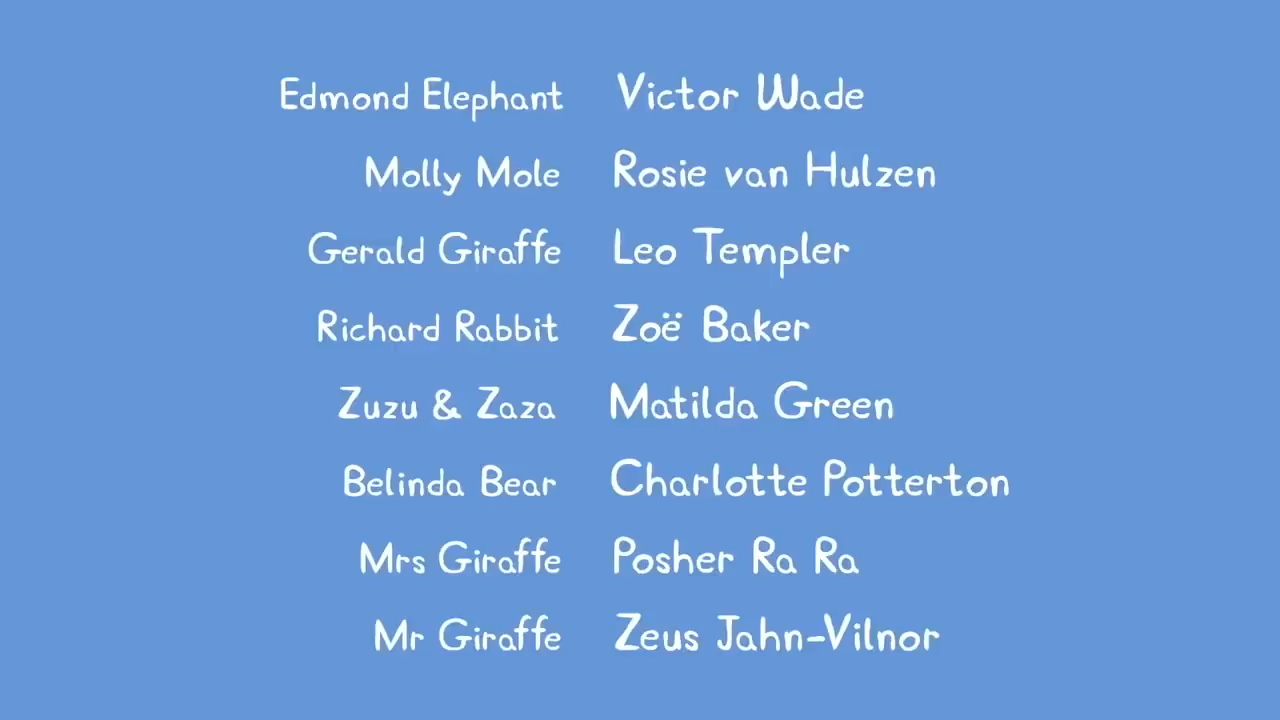 Edmond Elephant Victor Wade
Molly Mole Rosie van Hulzen
Gerald Giraffe Leo Templer
Richard Rabbit Zoë Baker
Zuzu & Zaza Matilda Green
Belinda Bear Charlotte Potterton
Mrs Giraffe Posher Ra Ra
Mr Giraffe Zeus Jahn-Vilnor